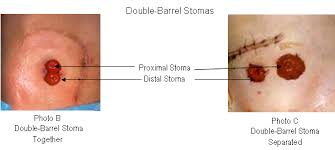 Double-Barrel Stomas
Proximal Stoma
Distal Stoma
Photo B
Double-Barrel Stoma
Together
Photo C
Double-Barrel Stoma
Separated